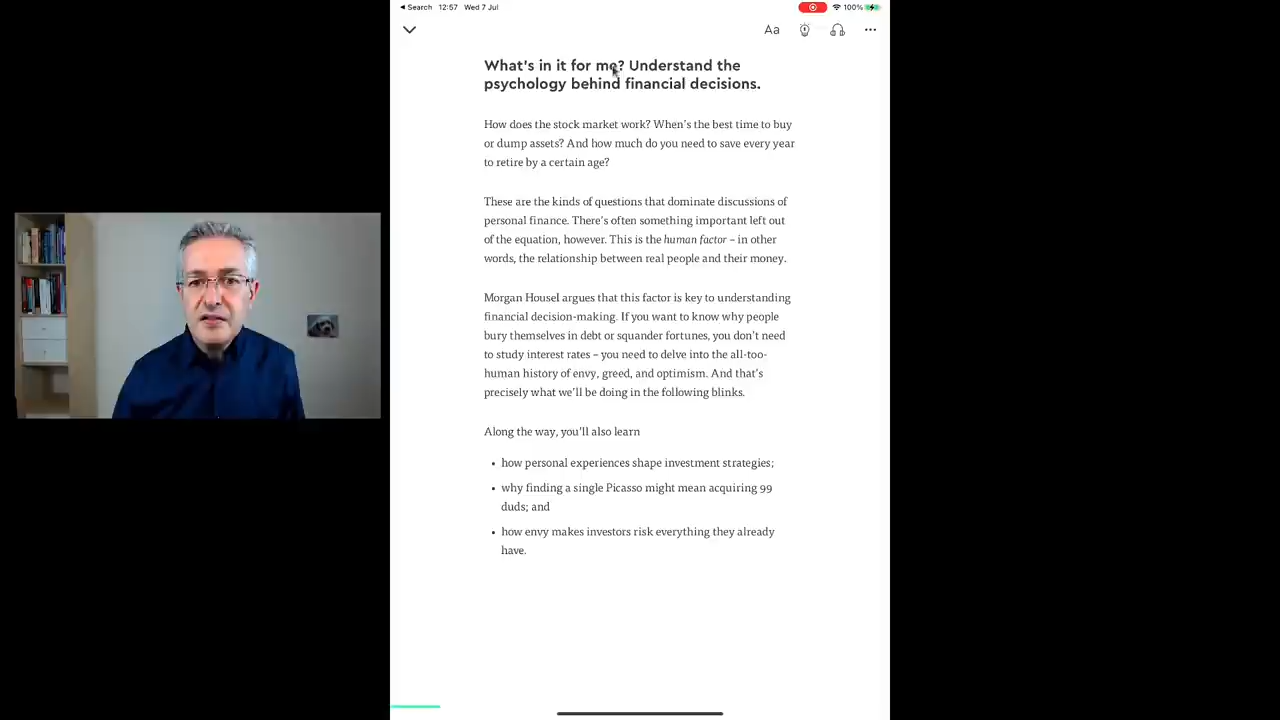 Search 12:57 Wed 7 Jul 100%
Aa
What's in it for me? Understand the
psychology behind financial decisions.
How does the stock market work? When's the best time to buy
or dump assets? And how much do you need to save every year
to retire by a certain age?
These are the kinds of questions that dominate discussions of
personal finance. There's often something important left out
of the equation, however. This is the human factor – in other
words, the relationship between real people and their money.
Morgan Housel argues that this factor is key to understanding
financial decision-making. If you want to know why people
bury themselves in debt or squander fortunes, you don't need
to study interest rates – you need to delve into the all-too-
human history of envy, greed, and optimism. And that's
precisely what we'll be doing in the following blinks.
Along the way, you'll also learn
• how personal experiences shape investment strategies;
• why finding a single Picasso might mean acquiring 99
duds; and
• how envy makes investors risk everything they already
have.